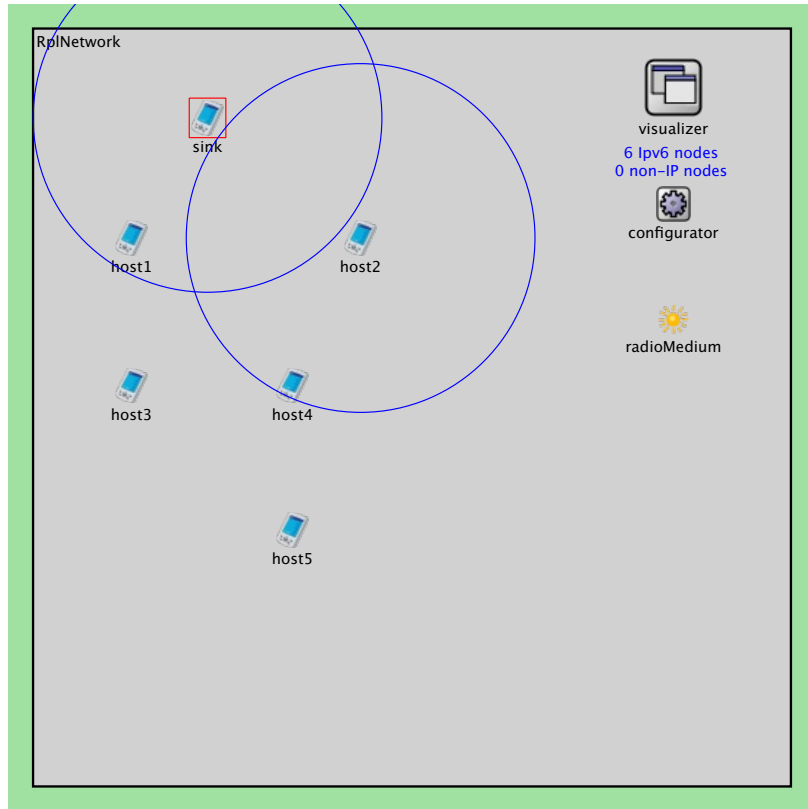 RplNetwork
sink
visualizer
6 Ipv6 nodes
0 non-IP nodes
configurator
host1
host2
radioMedium
host3
host4
host5